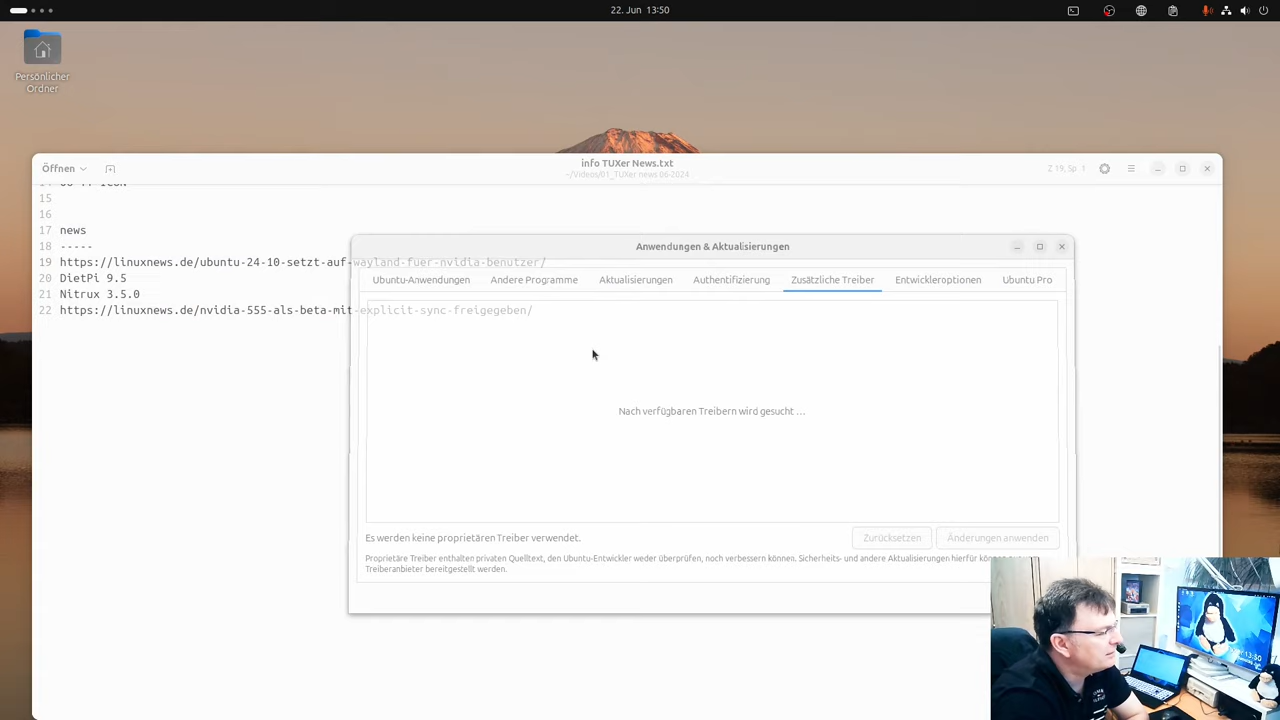 22. Jun 13:50
Persönlicher
Ordner
Öffnen
info TUXer News.txt
~/Videos/01_TUXer news 06-2024
Z 19, Sp 1
15
16
17 news
18 -----
19 https://linuxnews.de/ubuntu-24-10-setzt-auf-wayland-fuer-nvidia-benutzer/
20 DietPi 9.5
21 Nitrux 3.5.0
22 https://linuxnews.de/nvidia-555-als-beta-mit-explicit-sync-freigegeben/
Anwendungen & Aktualisierungen
Ubuntu-Anwendungen
Andere Programme
Aktualisierungen
Authentifizierung
Zusätzliche Treiber
Entwickleroptionen
Ubuntu Pro
Nach verfügbaren Treibern wird gesucht …
Es werden keine proprietären Treiber verwendet.
Zurücksetzen
Änderungen anwenden
Proprietäre Treiber enthalten privaten Quelltext, den Ubuntu-Entwickler weder überprüfen, noch verbessern können. Sicherheits- und andere Aktualisierungen hierfür
Treiberanbieter bereitgestellt werden.